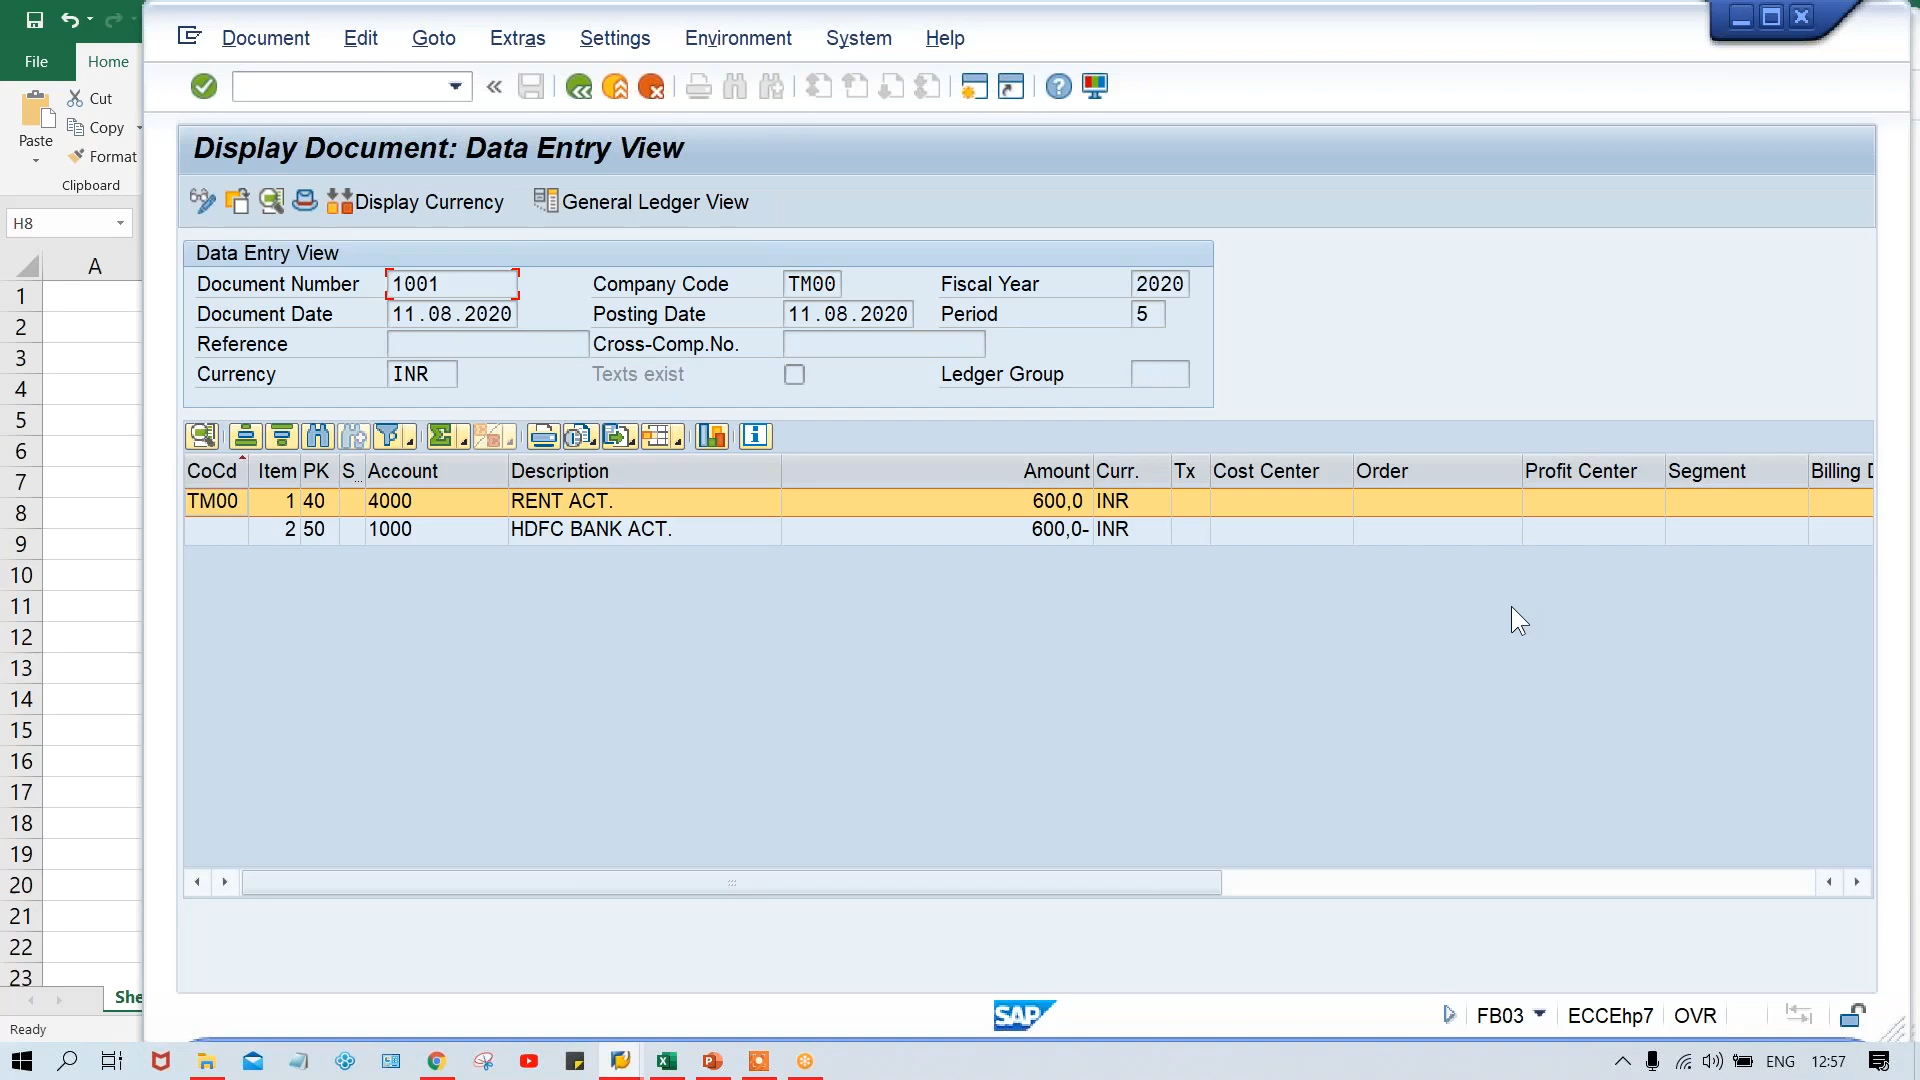 Document Edit Goto Extras Settings Environment System Help
File Home
Cut
Copy
Paste
Format
Clipboard
Display Document: Data Entry View
Display Currency General Ledger View
H8
Data Entry View
Document Number 1001 Company Code TM00 Fiscal Year 2020
Document Date 11.08.2020 Posting Date 11.08.2020 Period 5
Reference Cross-Comp.No.
Currency INR Texts exist Ledger Group
CoCd Item PK S... Account Description Amount Curr. Tx Cost Center Order Profit Center Segment Billing D
TM00 1 40 4000 RENT ACT. 600,0 INR
2 50 1000 HDFC BANK ACT. 600,0- INR
A
1
2
3
4
5
6
7
8
9
10
11
12
13
14
15
16
17
18
19
20
21
22
23
She
Ready
SAP FB03 ECCEhp7 OVR
ENG 12:57